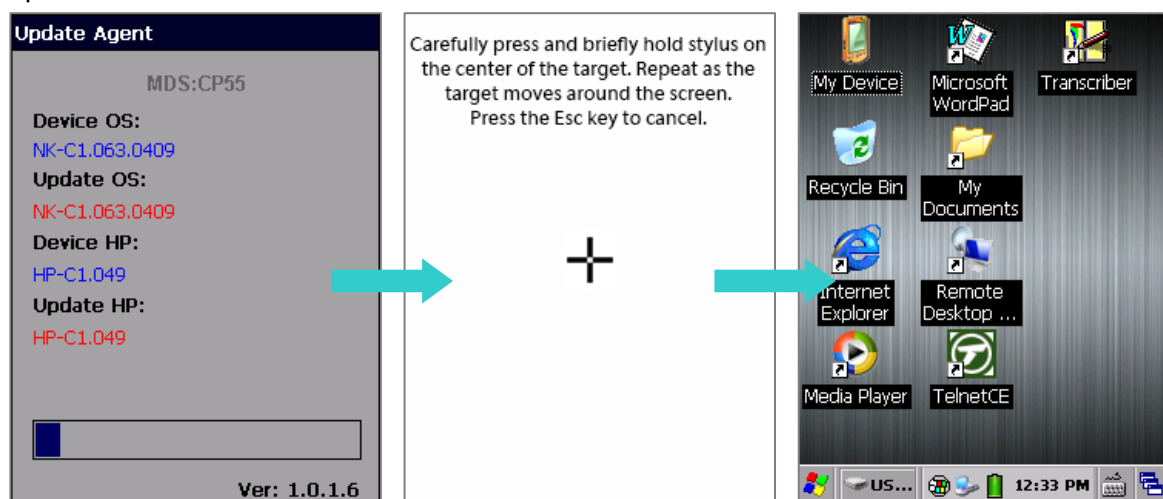 Update Agent
MDS:CP55
Device OS:
NK-C1.063.0409
Update OS:
NK-C1.063.0409
Device HP:
HP-C1.049
Update HP:
HP-C1.049
Ver: 1.0.1.6
Carefully press and briefly hold stylus on
the center of the target. Repeat as the
target moves around the screen.
Press the Esc key to cancel.
My Device
Microsoft
WordPad
Transcriber
Recycle Bin
My
Documents
Internet
Explorer
Remote
Desktop ...
Media Player
TelnetCE
US...
12:33 PM